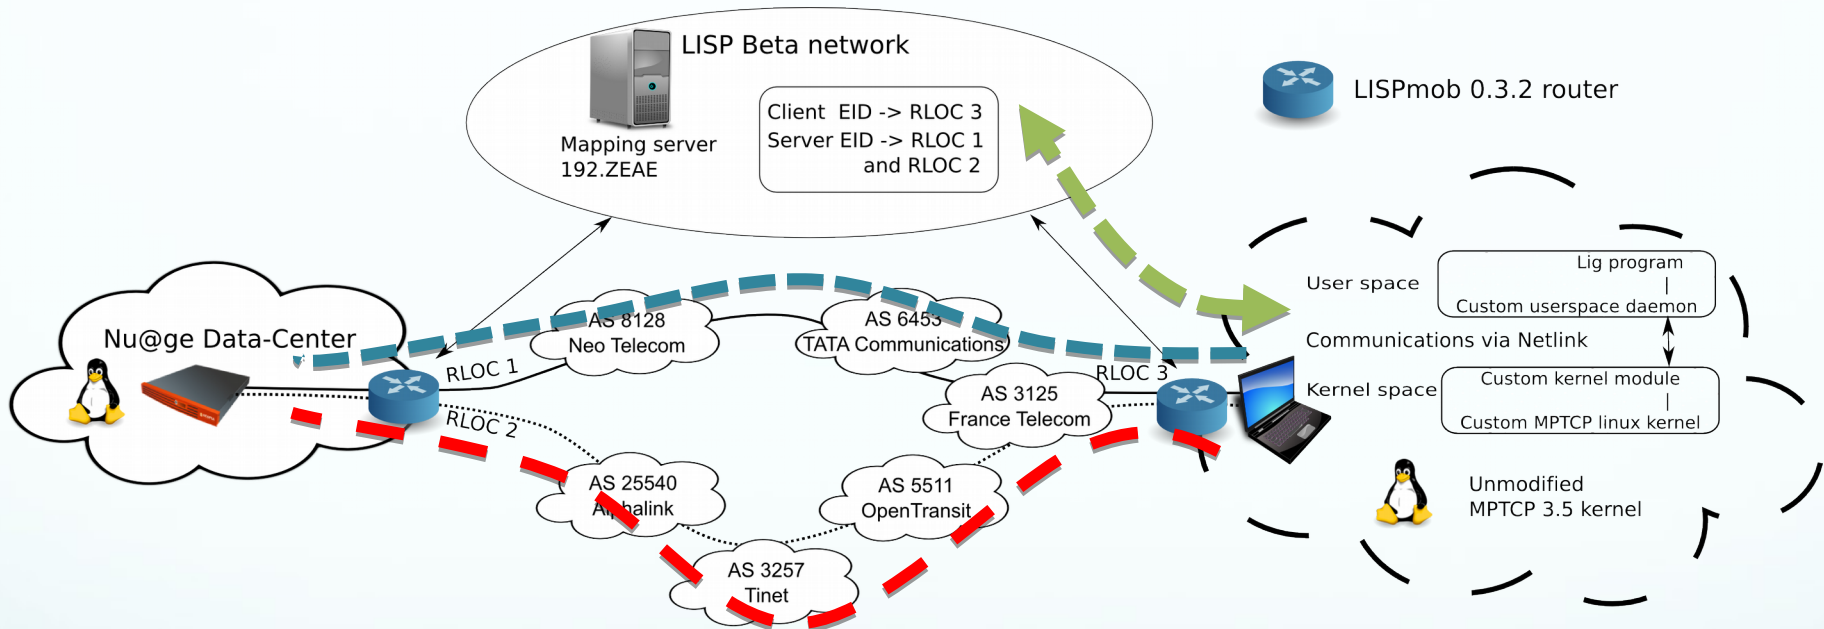 LISP Beta network
Mapping server
192.ZEAE
Client EID -> RLOC 3
Server EID -> RLOC 1
and RLOC 2
LISPmob 0.3.2 router
Nu@ge Data-Center
RLOC 1
RLOC 2
AS 8128
Neo Telecom
AS 6453
TATA Communications
AS 3125
France Telecom
RLOC 3
AS 25540
Alphalink
AS 5511
OpenTransit
AS 3257
Tinet
User space
Lig program
Custom userspace daemon
Communications via Netlink
Kernel space
Custom kernel module
Custom MPTCP linux kernel
Unmodified
MPTCP 3.5 kernel